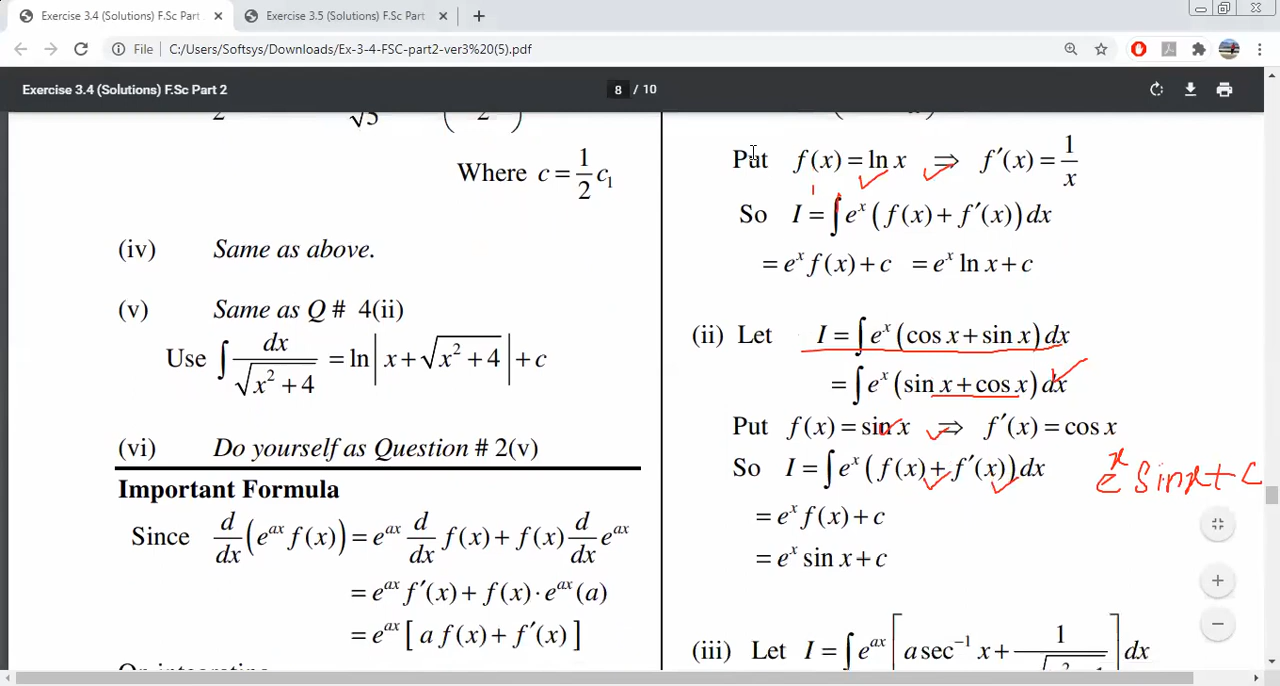 Exercise 3.4 (Solutions) F.Sc Part
Exercise 3.5 (Solutions) F.Sc Part
File | C:/Users/Softsys/Downloads/Ex-3-4-FSC-part2-ver3%20(5).pdf
Exercise 3.4 (Solutions) F.Sc Part 2
8 / 10
Where c = 1/2 c₁
(iv) Same as above.
(v) Same as Q # 4(ii)
Use ∫ dx/√(x² + 4) = ln |x + √(x² + 4)| + c
(vi) Do yourself as Question # 2(v)
Important Formula
Since d/dx (e^{ax} f(x)) = e^{ax} d/dx f(x) + f(x) d/dx e^{ax}
= e^{ax} f′(x) + f(x) · e^{ax} (a)
= e^{ax} [ a f(x) + f′(x) ]
Put f(x) = ln x ⇒ f′(x) = 1/x
So I = ∫ e^x ( f(x) + f′(x) ) dx
= e^x f(x) + c = e^x ln x + c
(ii) Let I = ∫ e^x (cos x + sin x) dx
= ∫ e^x (sin x + cos x) dx
Put f(x) = sin x ⇒ f′(x) = cos x
So I = ∫ e^x ( f(x) + f′(x) ) dx
e^x Sinx + C
= e^x f(x) + c
= e^x sin x + c
(iii) Let I = ∫ e^{ax} [ a sec⁻¹ x + 1/ ] dx